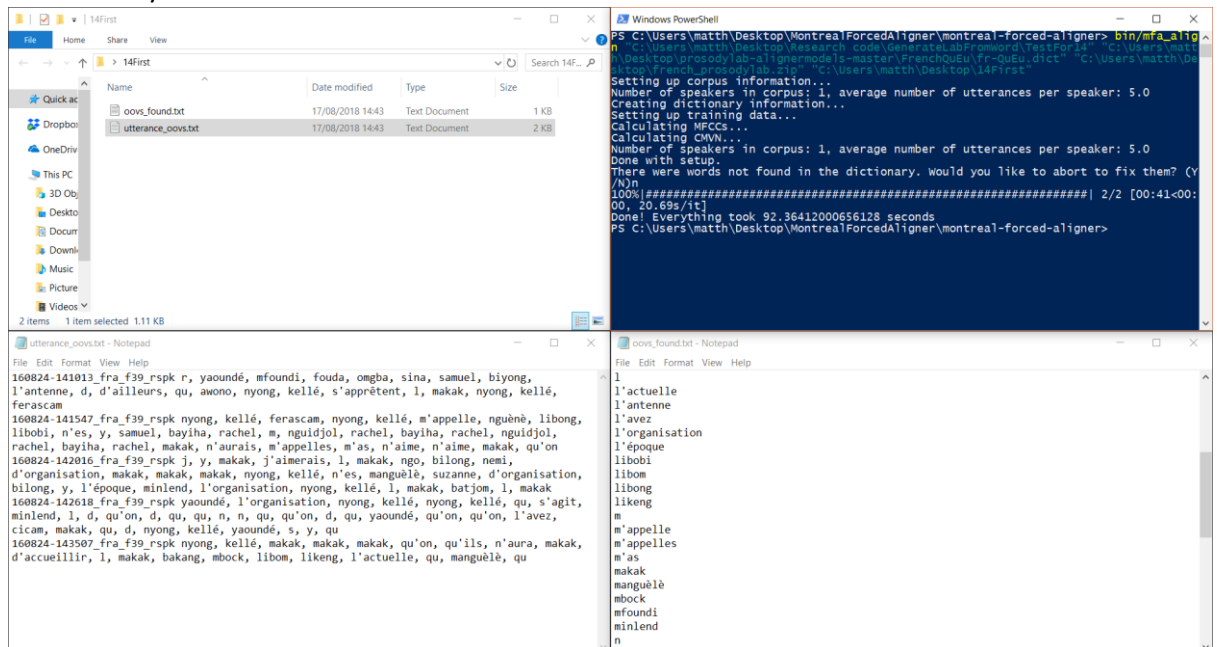 14First
File Home Share View
14First
Search 14F...
Name Date modified Type Size
oovs_found.txt 17/08/2018 14:43 Text Document 1 KB
utterance_oovs.txt 17/08/2018 14:43 Text Document 2 KB
Quick ac
Dropbo
OneDriv
This PC
3D Obj
Deskto
Docum
Downl
Music
Picture
Videos
2 items 1 item selected 1.11 KB
Windows PowerShell
PS C:\Users\matth\Desktop\MontrealForcedAligner\montreal-forced-aligner> bin/mfa_alig
n "C:\Users\matth\Desktop\Research code\GenerateLabFromWord\TestFor14" "C:\Users\matt
h\Desktop\prosodylab-alignermodels-master\FrenchQuEu\fr-QuEu.dict" "C:\Users\matth\De
sktop\french_prosodylab.zip" "C:\Users\matth\Desktop\14First"
Setting up corpus information...
Number of speakers in corpus: 1, average number of utterances per speaker: 5.0
Creating dictionary information...
Setting up training data...
Calculating MFCCs...
Calculating CMVN...
Number of speakers in corpus: 1, average number of utterances per speaker: 5.0
Done with setup.
There were words not found in the dictionary. Would you like to abort to fix them? (Y
/N)n
100%|################################################################| 2/2 [00:41<00:
00, 20.69s/it]
Done! Everything took 92.36412000656128 seconds
PS C:\Users\matth\Desktop\MontrealForcedAligner\montreal-forced-aligner>
utterance_oovs.txt - Notepad
File Edit Format View Help
160824-141013_fra_f39_rspk r, yaoundé, mfoundi, fouda, omgba, sina, samuel, biyong,
l'antenne, d, d'ailleurs, qu, awono, nyong, kellé, s'apprêtent, l, makak, nyong, kellé,
ferascam
160824-141547_fra_f39_rspk nyong, kellé, ferascam, nyong, kellé, m'appelle, nguènè, libong,
libobi, n'es, y, samuel, bayiha, rachel, m, nguidjol, rachel, bayiha, rachel, nguidjol,
rachel, bayiha, rachel, makak, n'aurais, m'appelles, m'as, n'aime, n'aime, makak, qu'on
160824-142016_fra_f39_rspk j, y, makak, j'aimerais, l, makak, ngo, bilong, nemi,
d'organisation, makak, makak, makak, nyong, kellé, n'es, manguèlè, suzanne, d'organisation,
bilong, y, l'époque, minlend, l'organisation, nyong, kellé, l, makak, batjom, l, makak
160824-142618_fra_f39_rspk yaoundé, l'organisation, nyong, kellé, nyong, kellé, qu, s'agit,
minlend, l, d, qu'on, d, qu, qu, n, n, qu, qu'on, d, qu, yaoundé, qu'on, qu'on, l'avez,
cicam, makak, qu, d, nyong, kellé, yaoundé, s, y, qu
160824-143507_fra_f39_rspk nyong, kellé, makak, makak, makak, qu'on, qu'ils, n'aura, makak,
d'accueillir, l, makak, bakang, mbock, libom, likeng, l'actuelle, qu, manguèlè, qu
oovs_found.txt - Notepad
File Edit Format View Help
l
l'actuelle
l'antenne
l'avez
l'organisation
l'époque
libobi
libom
libong
likeng
m
m'appelle
m'appelles
m'as
makak
manguèlè
mbock
mfoundi
minlend
n